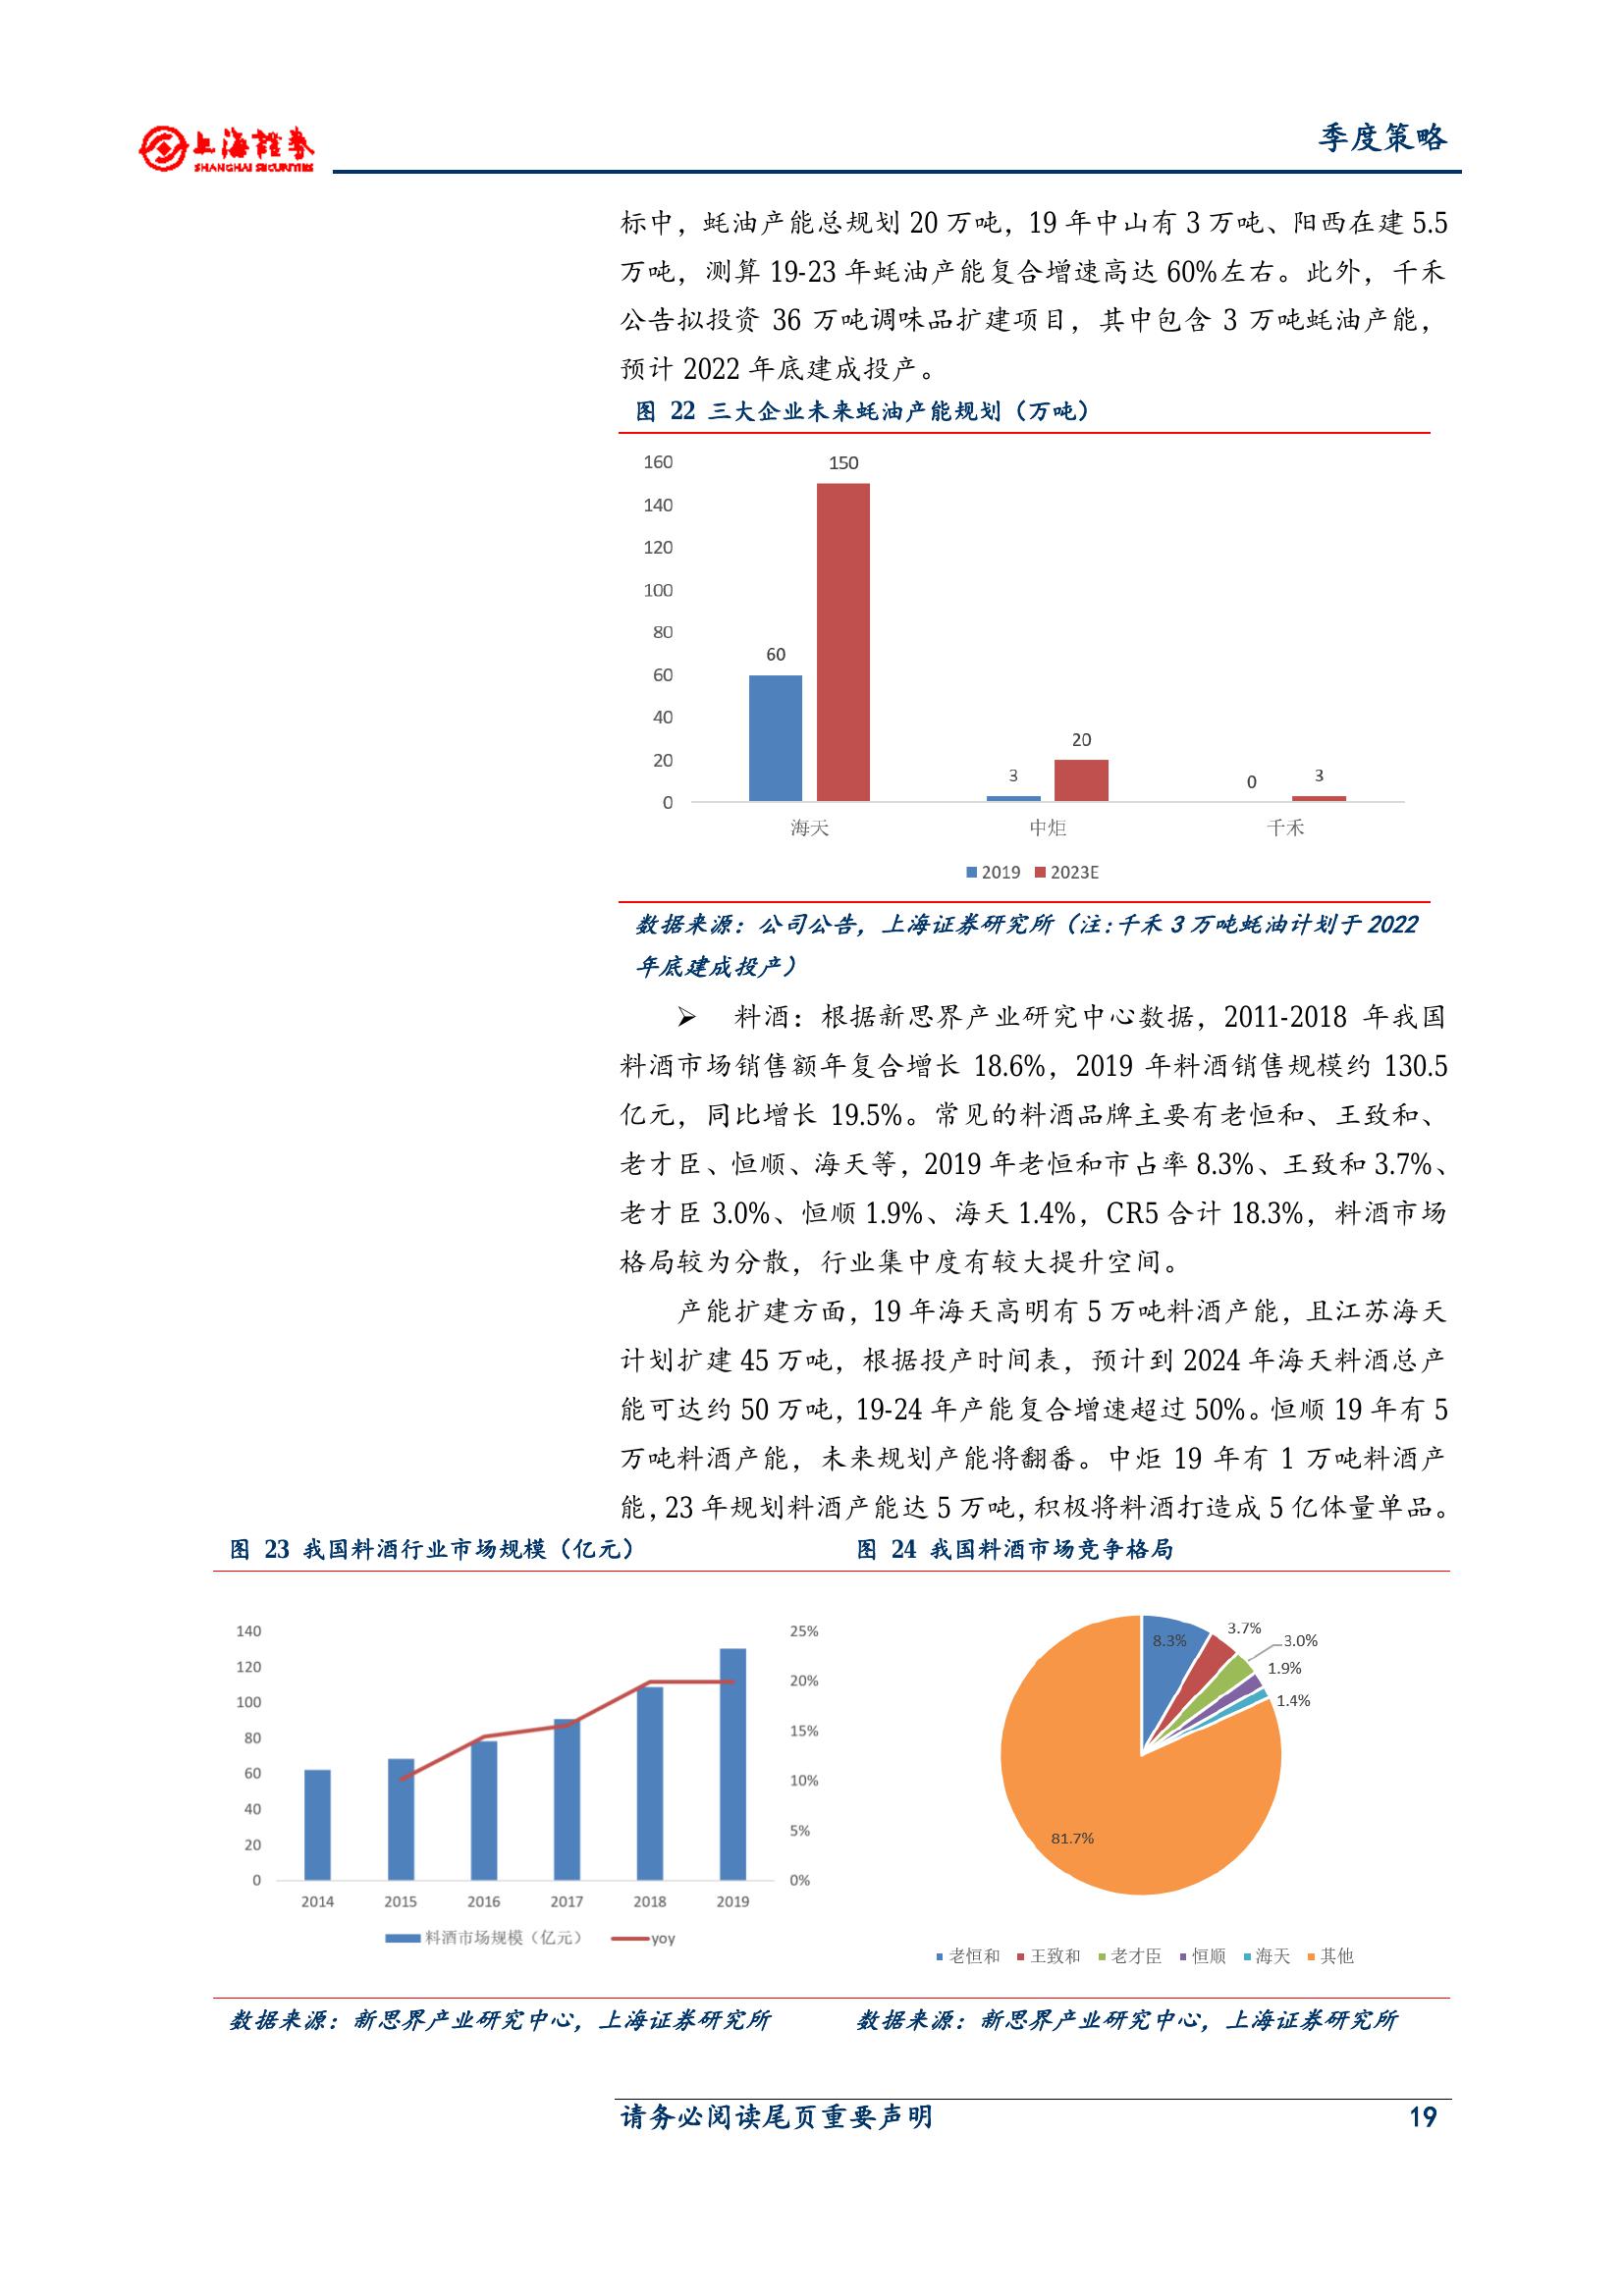 上海證券
SHANGHAI SECURITIES
季度策略
标中，蚝油产能总规划 20 万吨，19 年中山有 3 万吨、阳西在建 5.5
万吨，测算 19-23 年蚝油产能复合增速高达 60%左右。此外，千禾
公告拟投资 36 万吨调味品扩建项目，其中包含 3 万吨蚝油产能，
预计 2022 年底建成投产。
图 22 三大企业未来蚝油产能规划（万吨）
160
140
120
100
80
60
40
20
0
60
150
3
20
0
3
海天
中炬
千禾
2019 2023E
数据来源：公司公告，上海证券研究所（注：千禾 3 万吨蚝油计划于 2022
年底建成投产）
➢ 料酒：根据新思界产业研究中心数据，2011-2018 年我国
料酒市场销售额年复合增长 18.6%，2019 年料酒销售规模约 130.5
亿元，同比增长 19.5%。常见的料酒品牌主要有老恒和、王致和、
老才臣、恒顺、海天等，2019 年老恒和市占率 8.3%、王致和 3.7%、
老才臣 3.0%、恒顺 1.9%、海天 1.4%，CR5 合计 18.3%，料酒市场
格局较为分散，行业集中度有较大提升空间。
产能扩建方面，19 年海天高明有 5 万吨料酒产能，且江苏海天
计划扩建 45 万吨，根据投产时间表，预计到 2024 年海天料酒总产
能可达约 50 万吨，19-24 年产能复合增速超过 50%。恒顺 19 年有 5
万吨料酒产能，未来规划产能将翻番。中炬 19 年有 1 万吨料酒产
能，23 年规划料酒产能达 5 万吨，积极将料酒打造成 5 亿体量单品。
图 23 我国料酒行业市场规模（亿元）
140
120
100
80
60
40
20
0
25%
20%
15%
10%
5%
0%
2014 2015 2016 2017 2018 2019
料酒市场规模（亿元） yoy
图 24 我国料酒市场竞争格局
8.3%
3.7%
3.0%
1.9%
1.4%
81.7%
老恒和 王致和 老才臣 恒顺 海天 其他
数据来源：新思界产业研究中心，上海证券研究所
数据来源：新思界产业研究中心，上海证券研究所
请务必阅读尾页重要声明
19